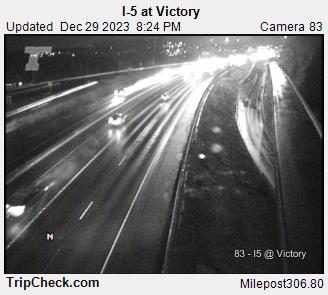 I-5 at Victory
Updated Dec 29 2023 8:24 PM Camera 83
T
N
83 - I5 @ Victory
TripCheck.com Milepost306.80